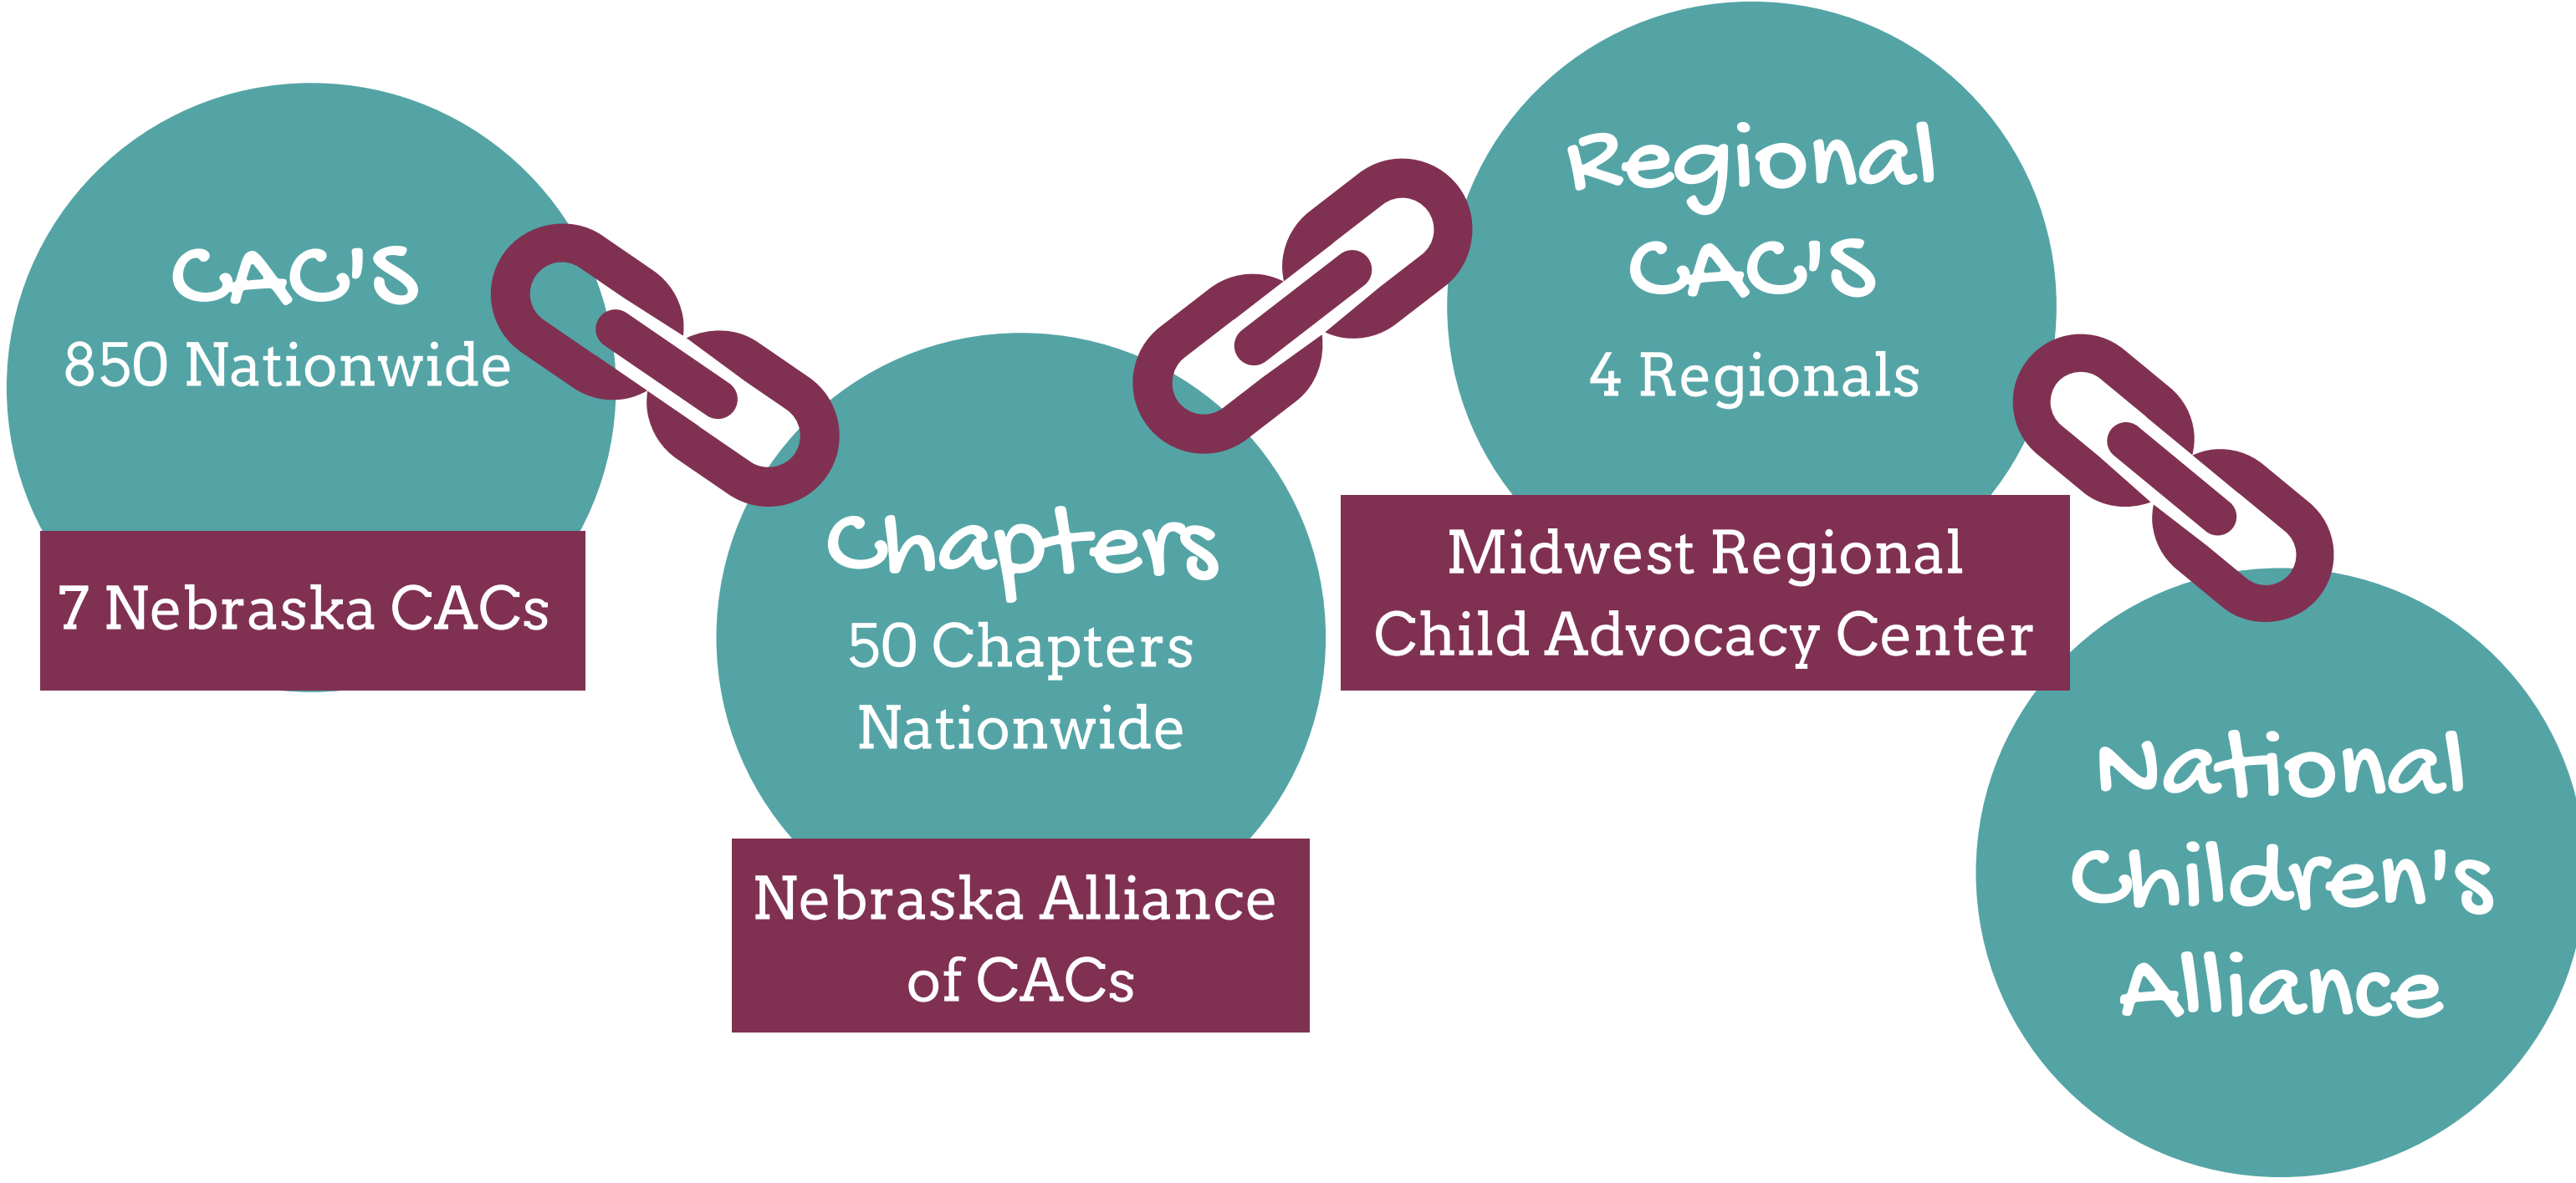 CAC'S
850 Nationwide
7 Nebraska CACs
Chapters
50 Chapters
Nationwide
Nebraska Alliance
of CACs
Regional
CAC'S
4 Regionals
Midwest Regional
Child Advocacy Center
National
Children's
Alliance